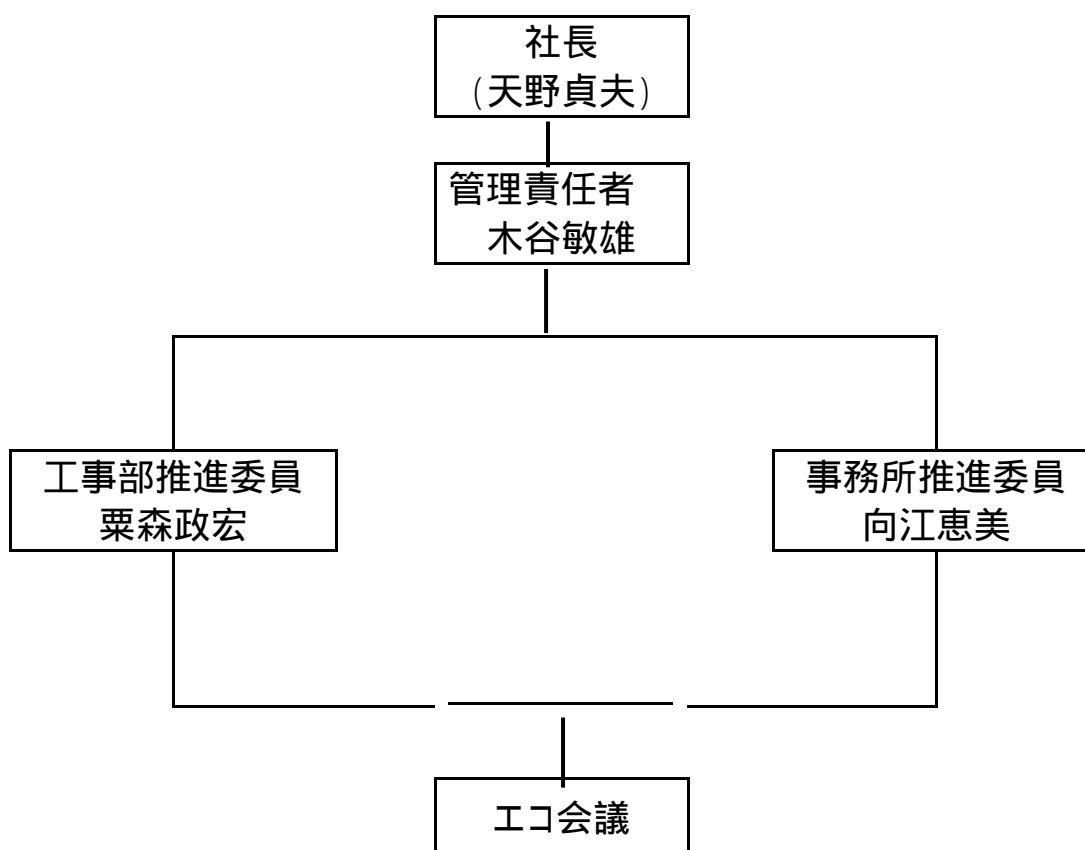 社長
(天野貞夫)
管理責任者
木谷敏雄
工事部推進委員
粟森政宏
事務所推進委員
向江恵美
エコ会議